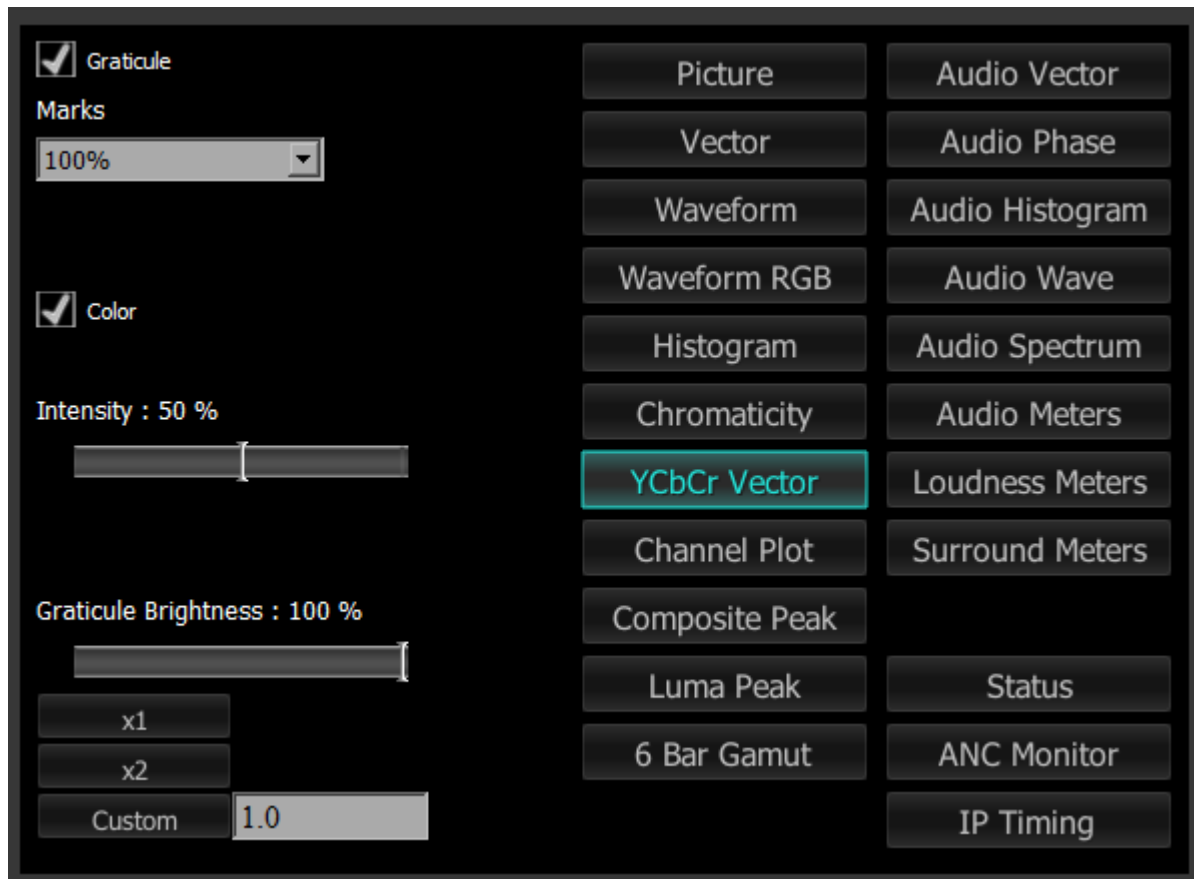 Graticule
Marks
100%
Color
Intensity : 50 %
Graticule Brightness : 100 %
x1
x2
Custom 1.0
Picture
Vector
Waveform
Waveform RGB
Histogram
Chromaticity
YCbCr Vector
Channel Plot
Composite Peak
Luma Peak
6 Bar Gamut
Audio Vector
Audio Phase
Audio Histogram
Audio Wave
Audio Spectrum
Audio Meters
Loudness Meters
Surround Meters
Status
ANC Monitor
IP Timing